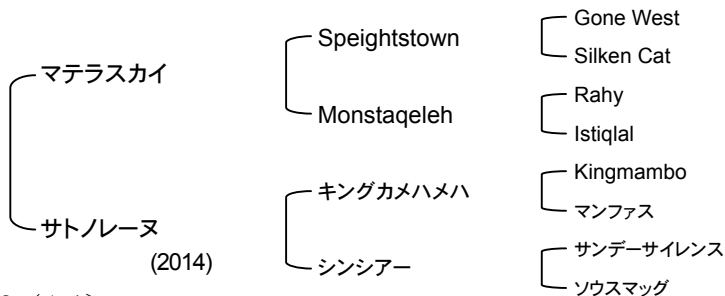 Gone West
Speightstown
Silken Cat
マテラスカイ
Rahy
Monstaqeleh
Istiqlal
Kingmambo
キングカメハメハ
マンファス
サトノレーヌ
(2014)
サンデーサイレンス
シンシアー
ソウスマッグ